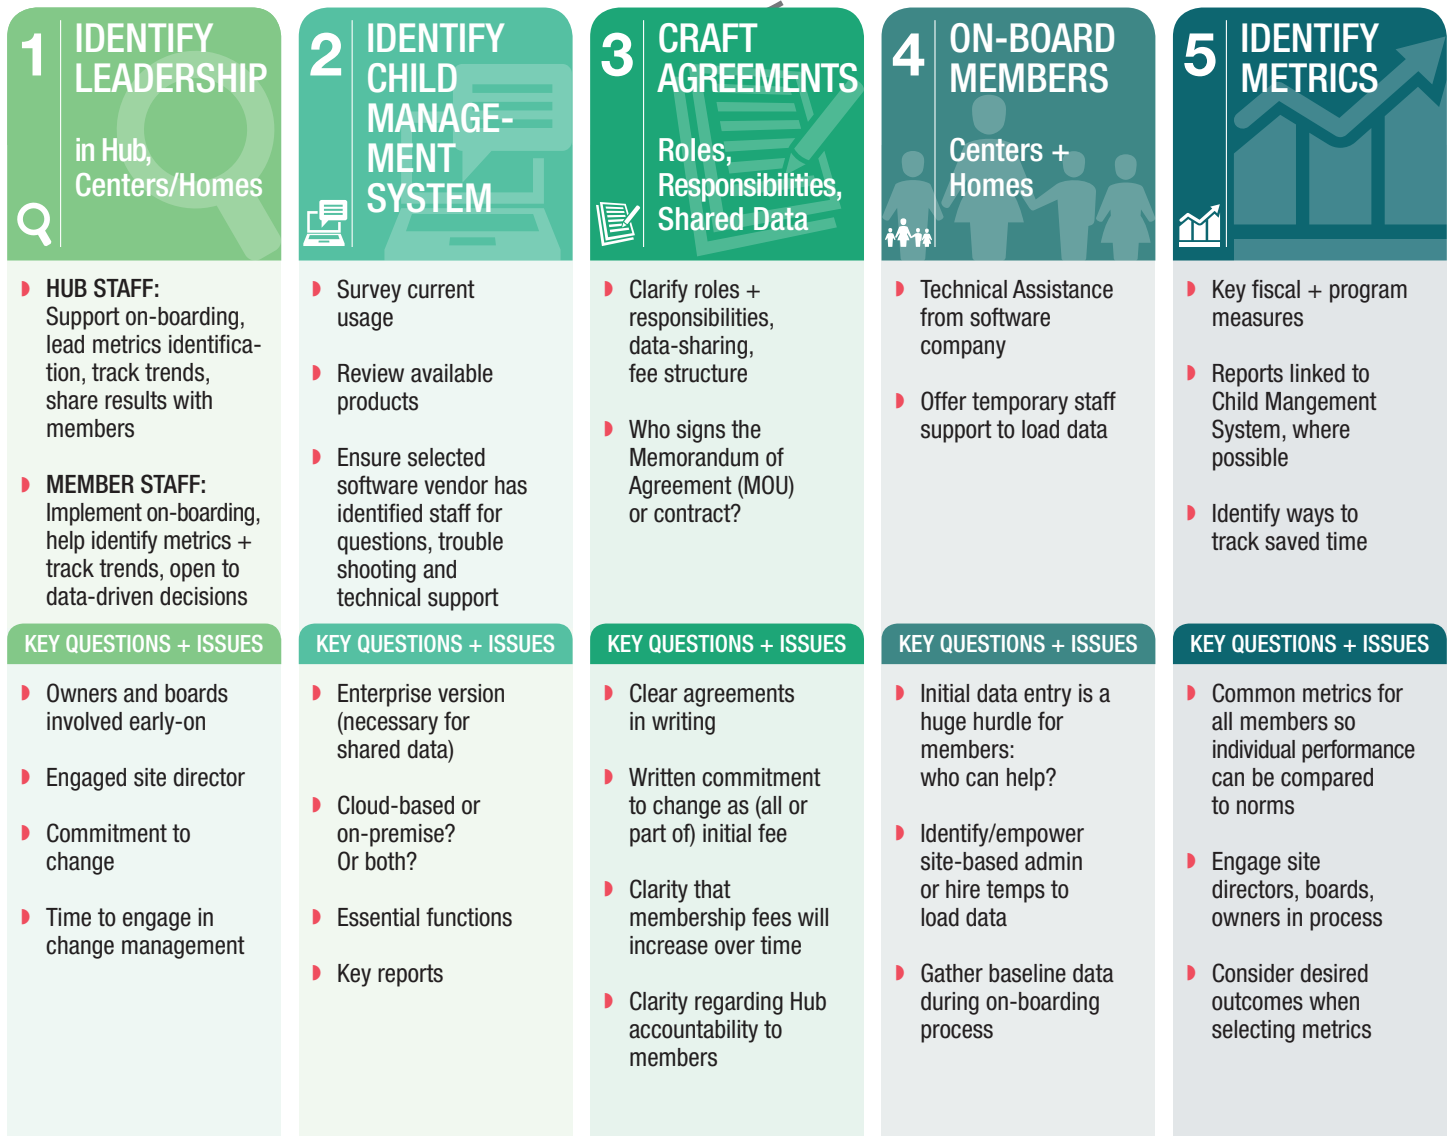 1
IDENTIFY
LEADERSHIP
in Hub,
Centers/Homes
HUB STAFF:
Support on-boarding,
lead metrics identifica-
tion, track trends,
share results with
members
MEMBER STAFF:
Implement on-boarding,
help identify metrics +
track trends, open to
data-driven decisions
KEY QUESTIONS + ISSUES
Owners and boards
involved early-on
Engaged site director
Commitment to
change
Time to engage in
change management
2
IDENTIFY
CHILD
MANAGE-
MENT
SYSTEM
Survey current
usage
Review available
products
Ensure selected
software vendor has
identified staff for
questions, trouble
shooting and
technical support
KEY QUESTIONS + ISSUES
Enterprise version
(necessary for
shared data)
Cloud-based or
on-premise?
Or both?
Essential functions
Key reports
3
CRAFT
AGREEMENTS
Roles,
Responsibilities,
Shared Data
Clarify roles +
responsibilities,
data-sharing,
fee structure
Who signs the
Memorandum of
Agreement (MOU)
or contract?
KEY QUESTIONS + ISSUES
Clear agreements
in writing
Written commitment
to change as (all or
part of) initial fee
Clarity that
membership fees will
increase over time
Clarity regarding Hub
accountability to
members
4
ON-BOARD
MEMBERS
Centers +
Homes
Technical Assistance
from software
company
Offer temporary staff
support to load data
KEY QUESTIONS + ISSUES
Initial data entry is a
huge hurdle for
members:
who can help?
Identify/empower
site-based admin
or hire temps to
load data
Gather baseline data
during on-boarding
process
5
IDENTIFY
METRICS
Key fiscal + program
measures
Reports linked to
Child Mangement
System, where
possible
Identify ways to
track saved time
KEY QUESTIONS + ISSUES
Common metrics for
all members so
individual performance
can be compared
to norms
Engage site
directors, boards,
owners in process
Consider desired
outcomes when
selecting metrics